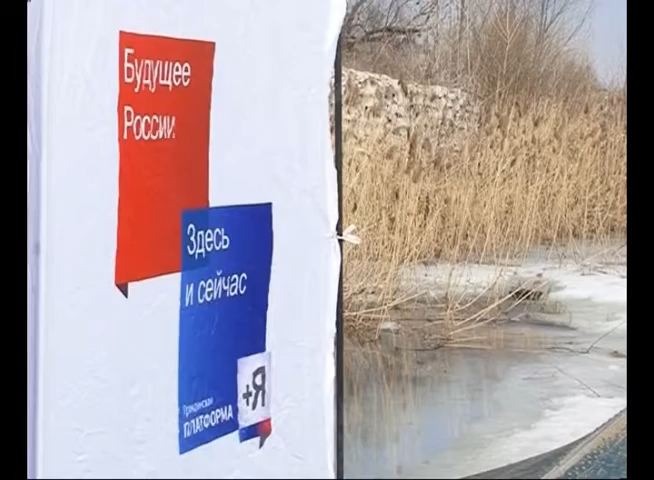 Будущее
России.
Здесь
и сейчас
Гражданская
ПЛАТФОРМА
+Я